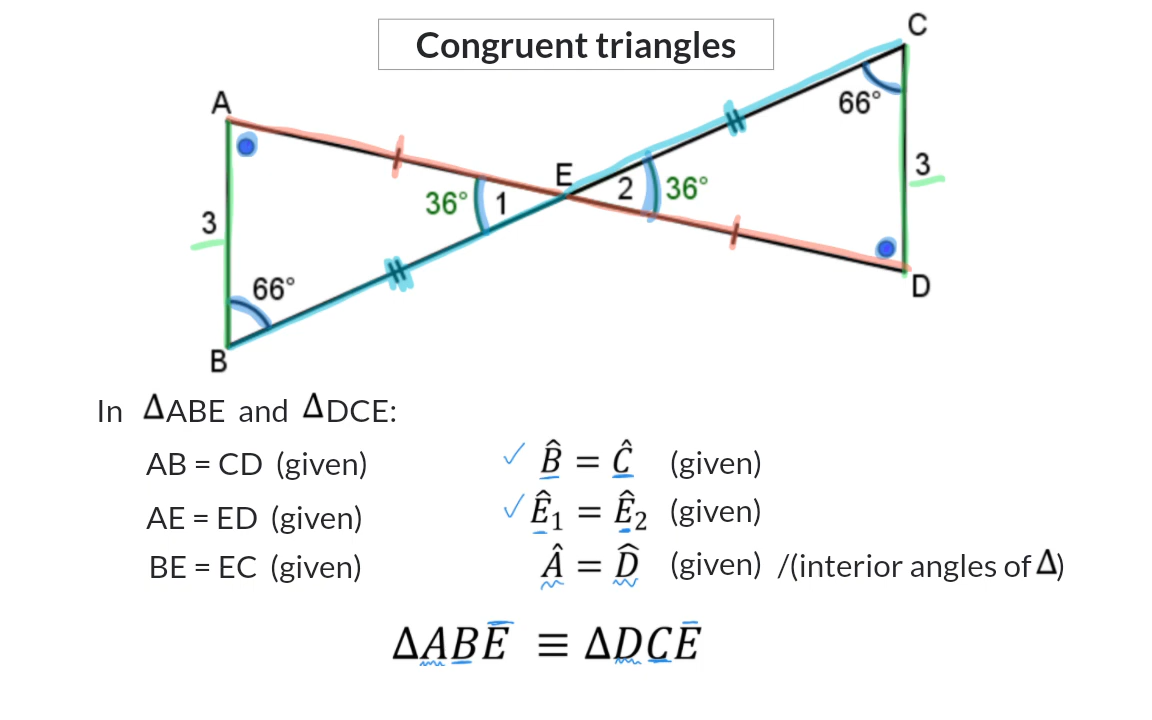 Congruent triangles
C
A
66°
E
2 36°
3
36° 1
3
66°
D
B
In ΔABE and ΔDCE:
AB = CD (given) ✓ B̂ = Ĉ (given)
AE = ED (given) ✓ Ê₁ = Ê₂ (given)
BE = EC (given) Â = D̂ (given) /(interior angles of Δ)
ΔABE ≡ ΔDCE